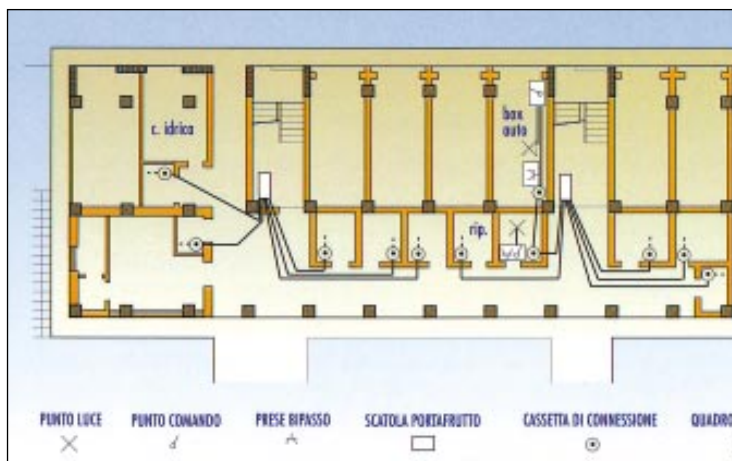 c. idrica
box
auto
rip.
PUNTO LUCE PUNTO COMANDO PRESE BIPASSO SCATOLA PORTAFRUTTO CASSETTA DI CONNESSIONE QUADRO